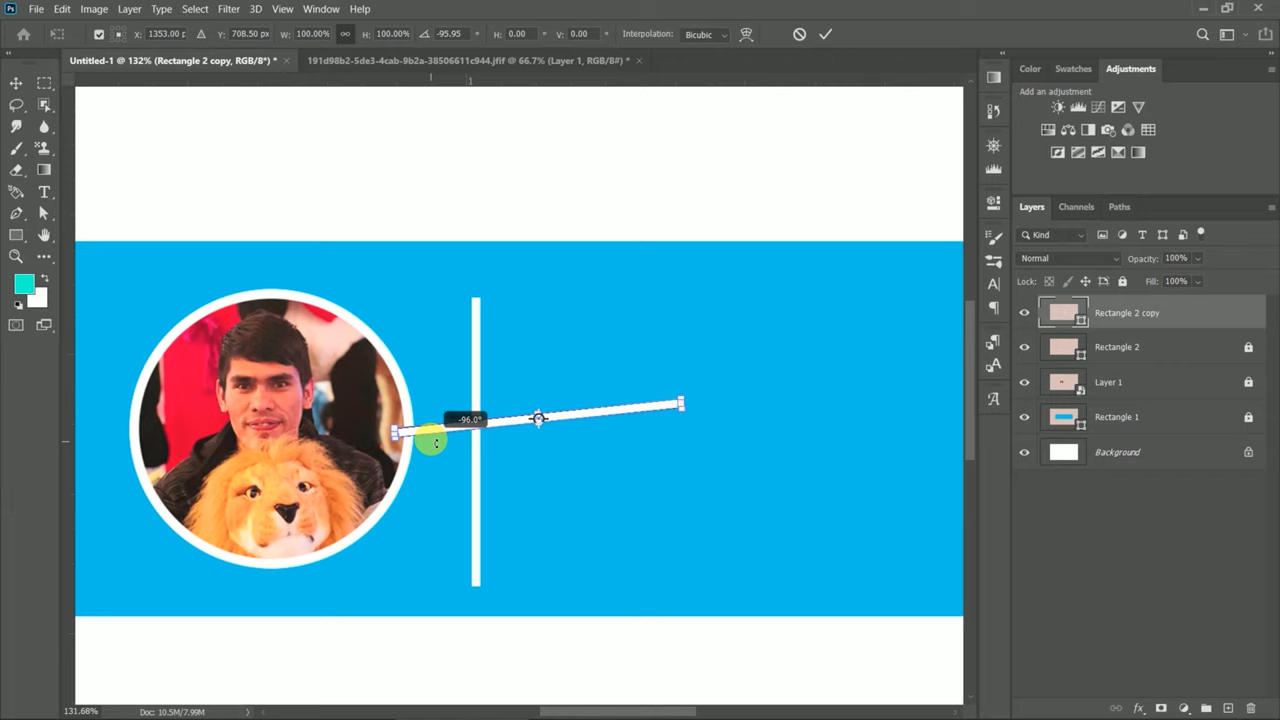 Ps File Edit Image Layer Type Select Filter 3D View Window Help
X: 1353.00 p Y: 708.50 px W: 100.00% H: 100.00% -95.95 ° H: 0.00 ° V: 0.00 ° Interpolation: Bicubic
Untitled-1 @ 132% (Rectangle 2 copy, RGB/8*) * × 191d98b2-5de3-4cab-9b2a-38506611c944.jfif @ 66.7% (Layer 1, RGB/8#) * ×
1
Color Swatches Adjustments
Add an adjustment
Layers Channels Paths
Kind
Normal Opacity: 100%
Lock: Fill: 100%
Rectangle 2 copy
Rectangle 2
Layer 1
Rectangle 1
Background
-96.0°
131.68% Doc: 10.5M/7.99M